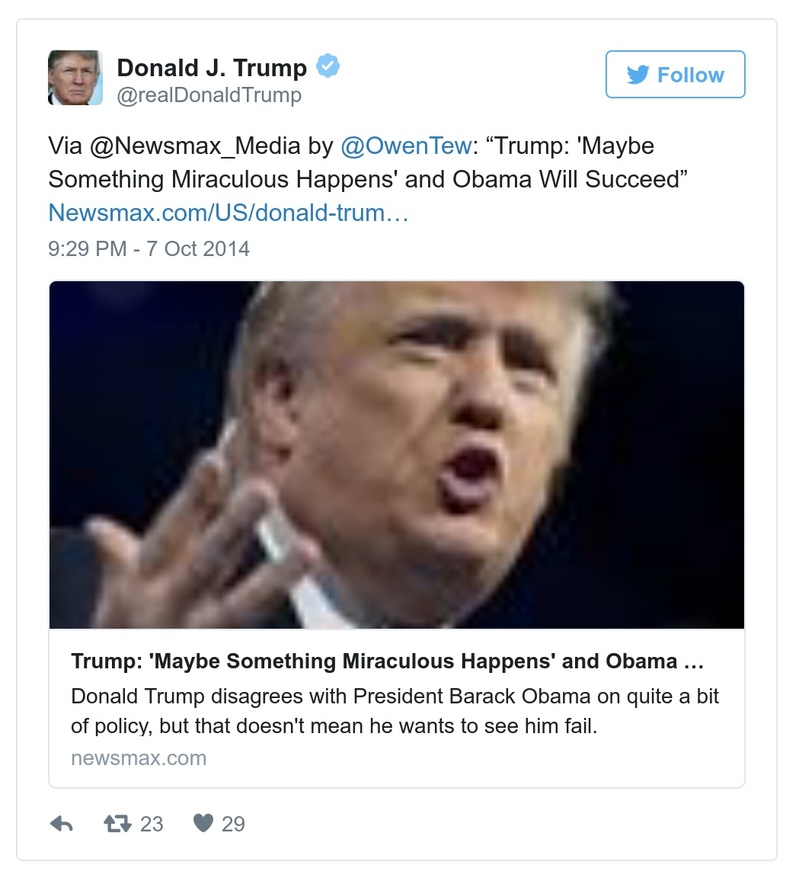 Donald J. Trump
@realDonaldTrump
Follow
Via @Newsmax_Media by @OwenTew: “Trump: 'Maybe
Something Miraculous Happens' and Obama Will Succeed”
Newsmax.com/US/donald-trum…
9:29 PM - 7 Oct 2014
Trump: 'Maybe Something Miraculous Happens' and Obama …
Donald Trump disagrees with President Barack Obama on quite a bit
of policy, but that doesn't mean he wants to see him fail.
newsmax.com
23
29